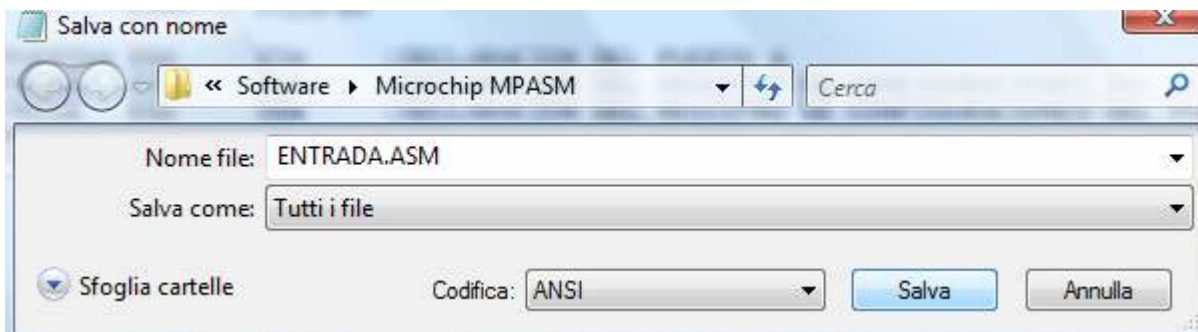 Salva con nome
« Software Microchip MPASM Cerca
Nome file: ENTRADA.ASM
Salva come: Tutti i file
Sfoglia cartelle Codifica: ANSI Salva Annulla